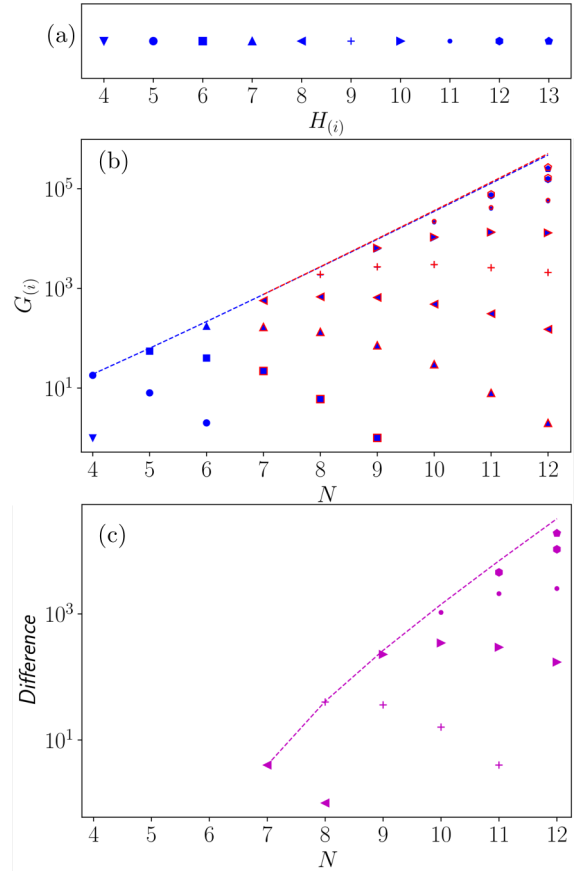 (a)
4 5 6 7 8 9 10 11 12 13
H_{(i)}
(b)
10^5
10^3
10^1
G_{(i)}
4 5 6 7 8 9 10 11 12
N
(c)
10^3
10^1
Difference
4 5 6 7 8 9 10 11 12
N